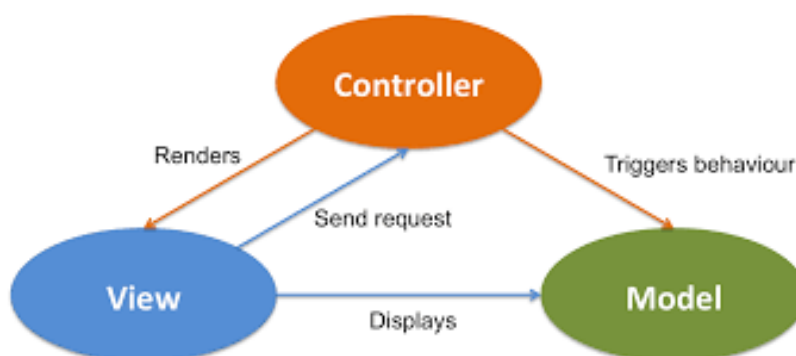 Controller
Renders
Triggers behaviour
Send request
View
Model
Displays